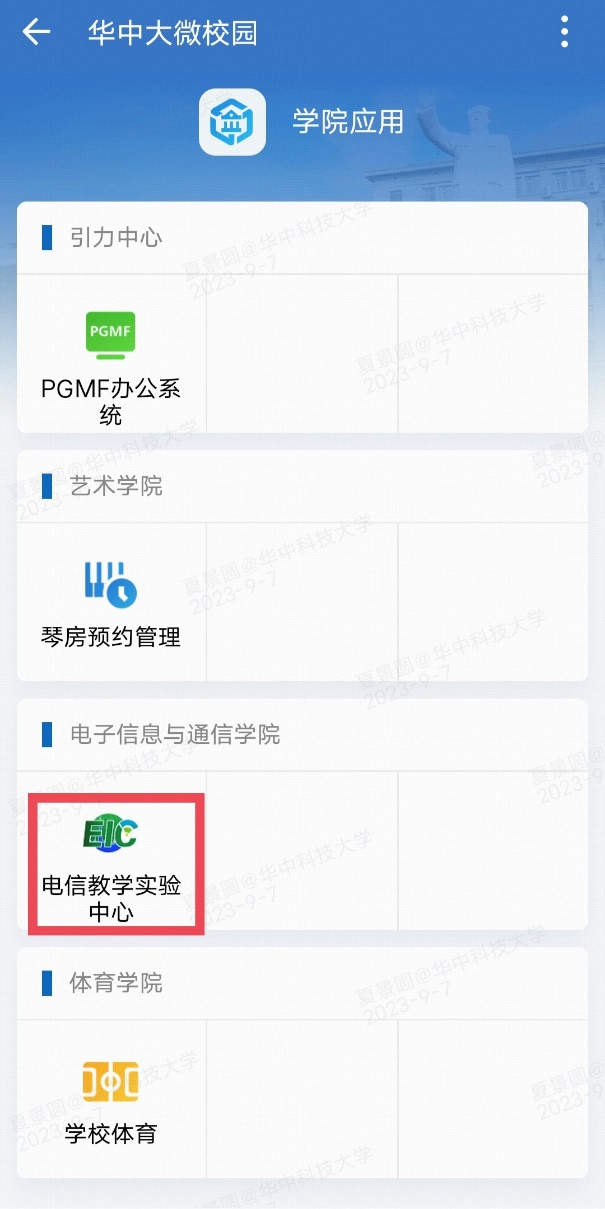 华中大微校园
学院应用
引力中心
PGMF
PGMF办公系
统
艺术学院
琴房预约管理
电子信息与通信学院
EIC
电信教学实验
中心
体育学院
学校体育
夏景圆@华中科技大学
2023-9-7